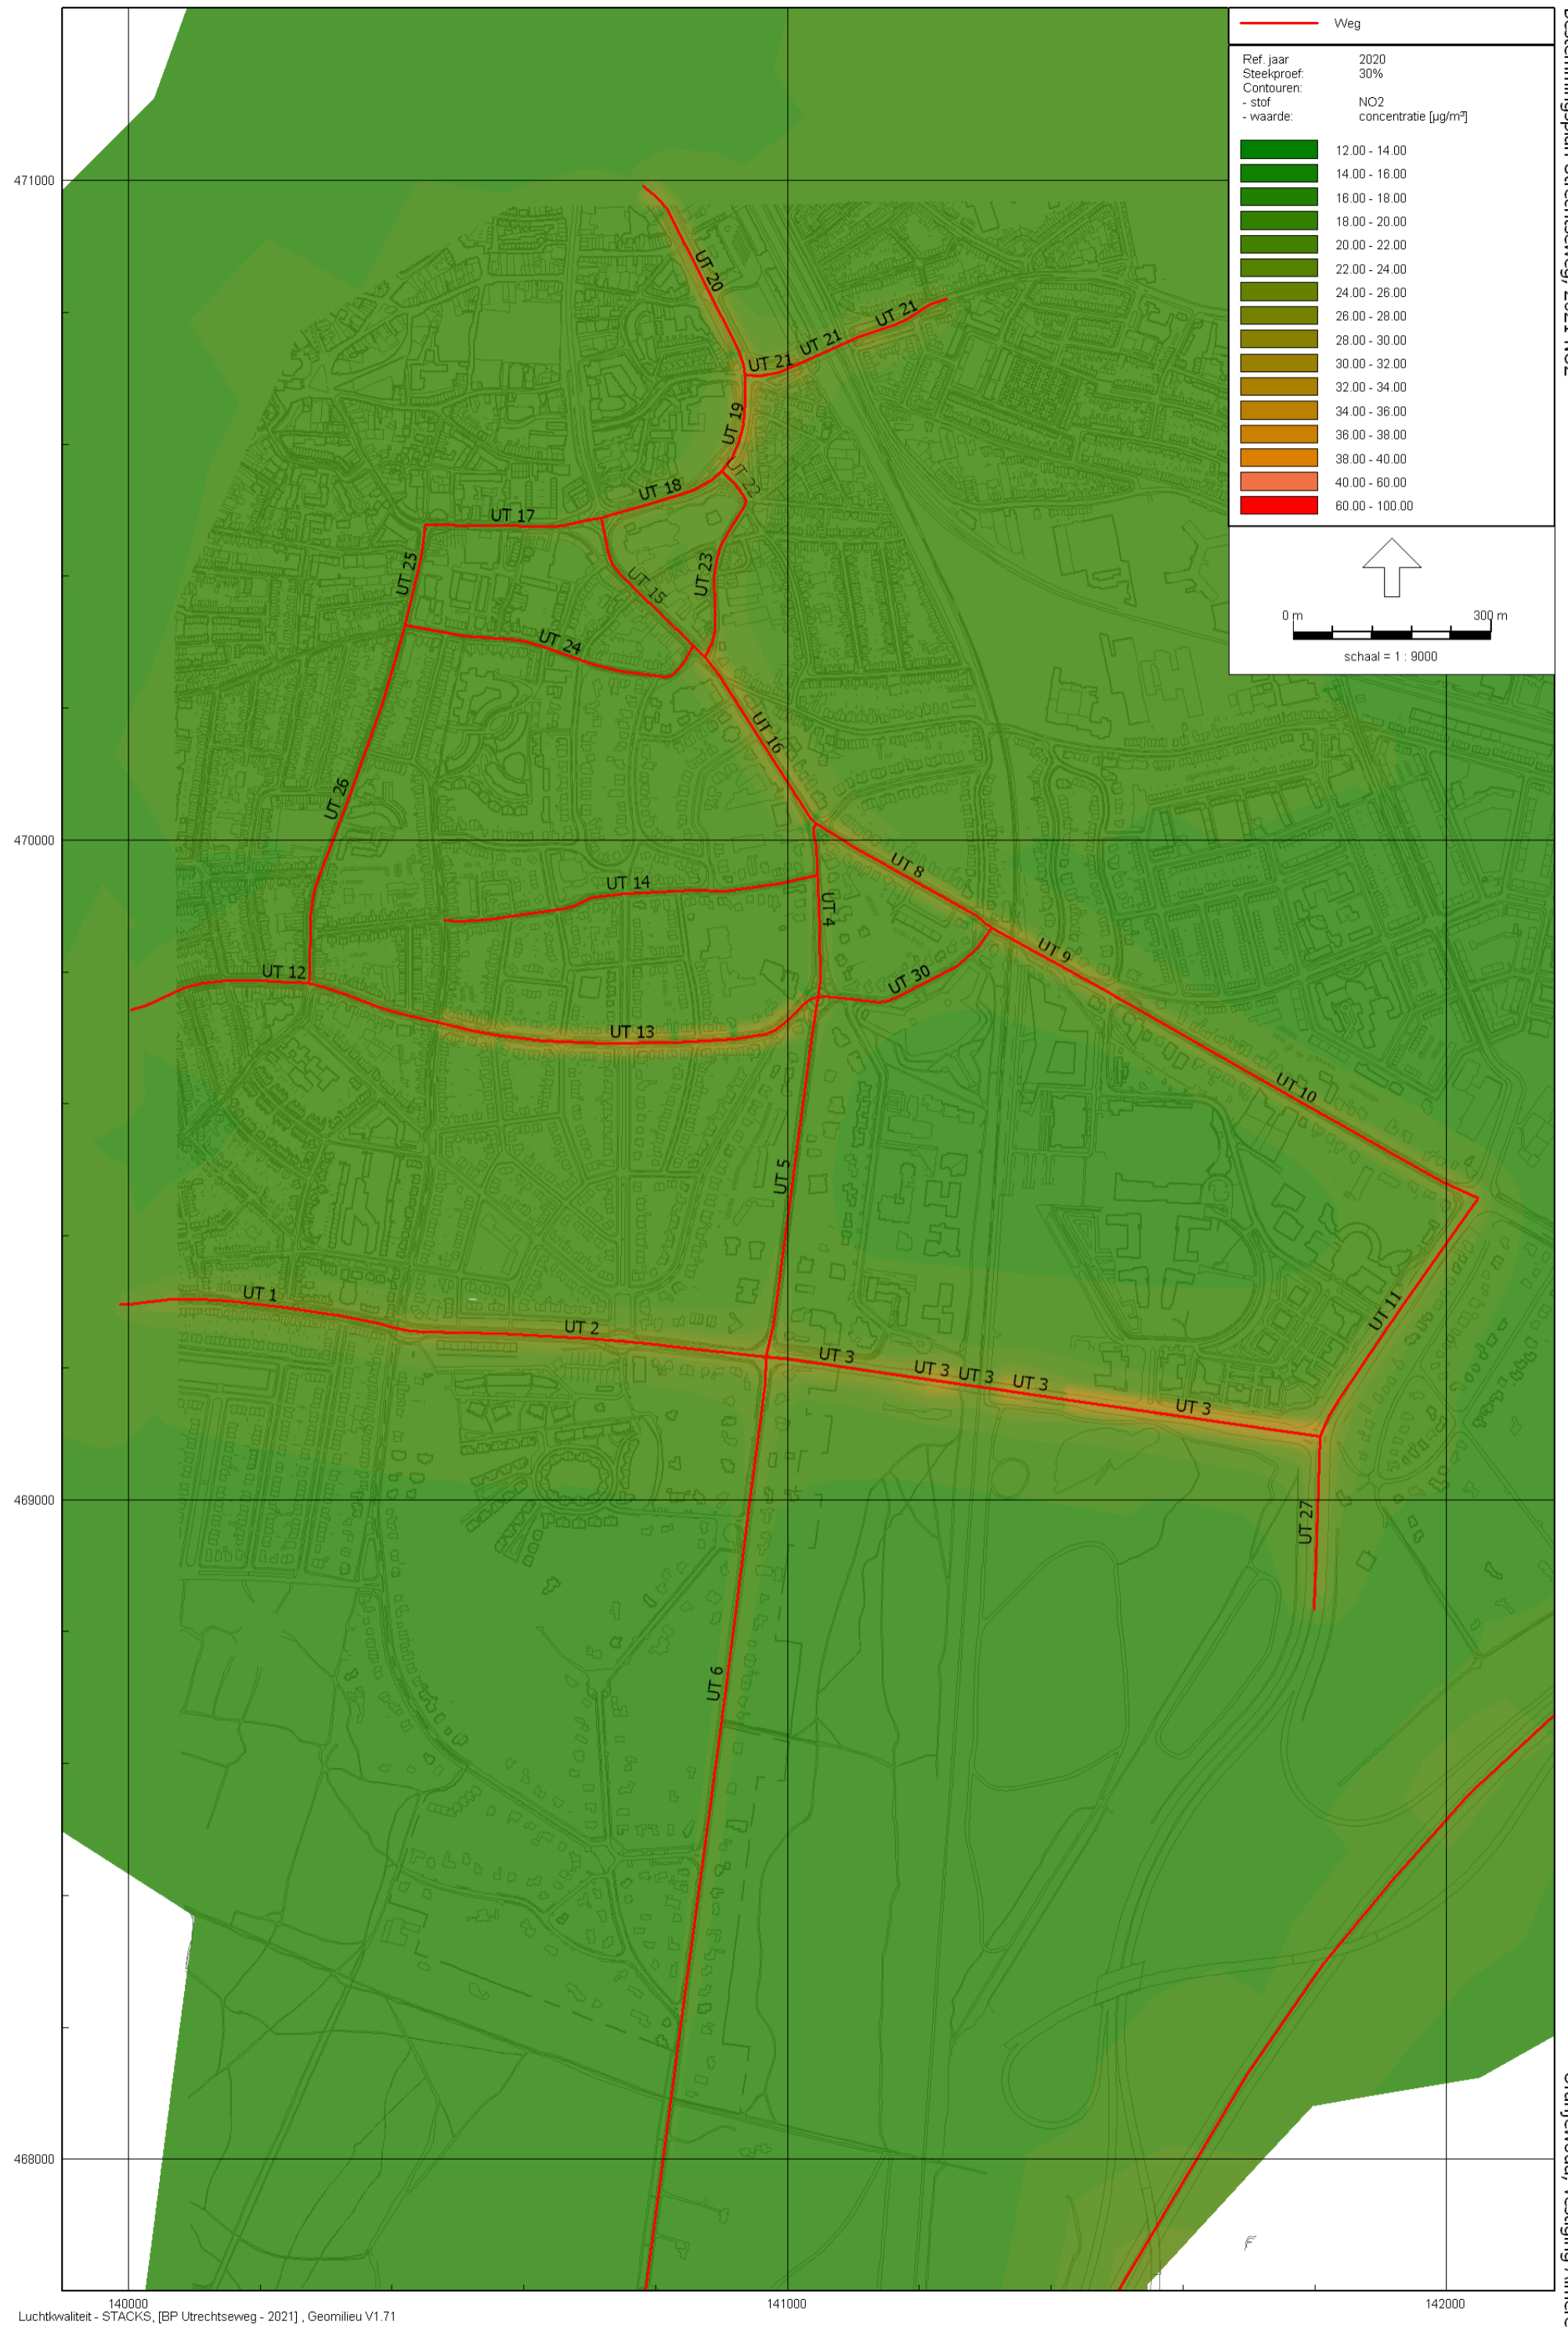 Weg
Ref. jaar 2020
Steekproef: 30%
Contouren:
- stof NO2
- waarde: concentratie [µg/m³]
12.00 - 14.00
14.00 - 16.00
16.00 - 18.00
18.00 - 20.00
20.00 - 22.00
22.00 - 24.00
24.00 - 26.00
26.00 - 28.00
28.00 - 30.00
30.00 - 32.00
32.00 - 34.00
34.00 - 36.00
36.00 - 38.00
38.00 - 40.00
40.00 - 60.00
60.00 - 100.00
0 m 300 m
schaal = 1 : 9000
471000
UT 20
UT 21
UT 21
UT 21
UT 19
UT 22
UT 18
UT 17
UT 25
UT 15
UT 23
UT 24
UT 16
UT 26
470000
UT 8
UT 14
UT 4
UT 9
UT 12
UT 30
UT 13
UT 10
UT 5
UT 1
UT 2
UT 11
UT 3
UT 3
UT 3
UT 3
UT 3
469000
UT 27
UT 6
468000
140000
141000
142000
Luchtkwaliteit - STACKS, [BP Utrechtseweg - 2021] , Geomilieu V1.71